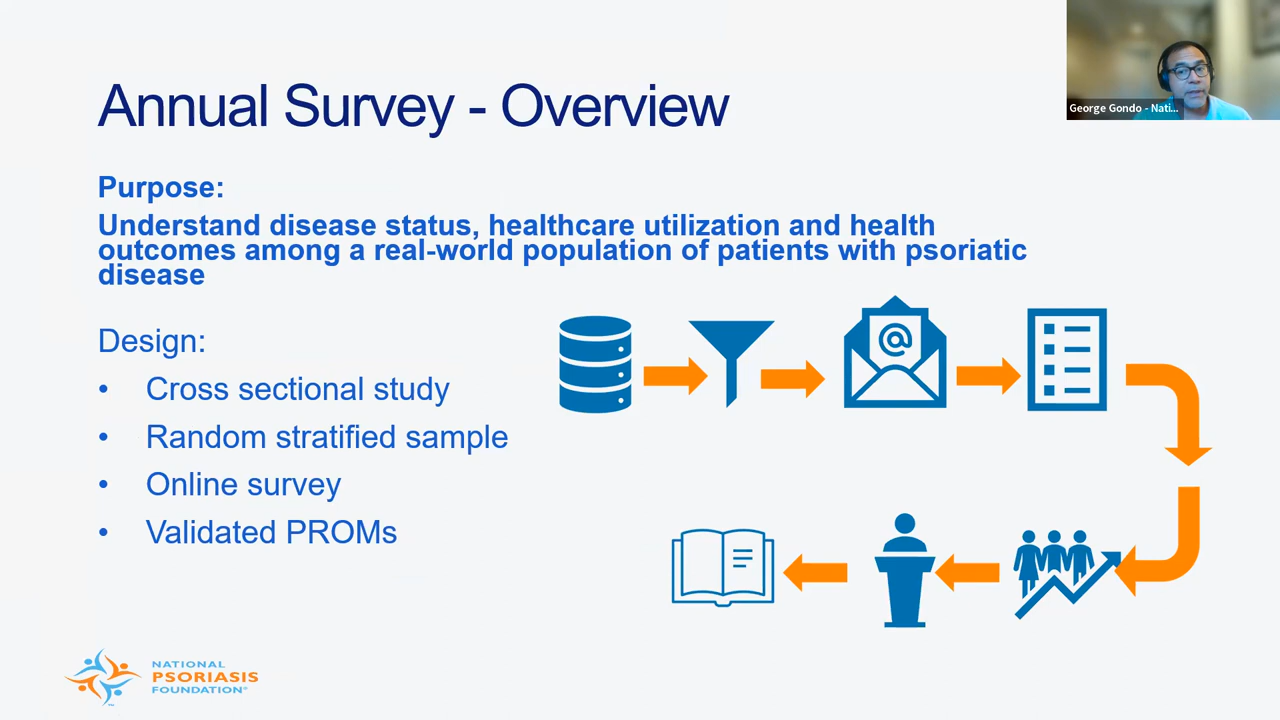 Annual Survey - Overview
George Gondo - Nati...
Purpose:
Understand disease status, healthcare utilization and health
outcomes among a real-world population of patients with psoriatic
disease
Design:
• Cross sectional study
• Random stratified sample
• Online survey
• Validated PROMs
@
NATIONAL
PSORIASIS
FOUNDATION®